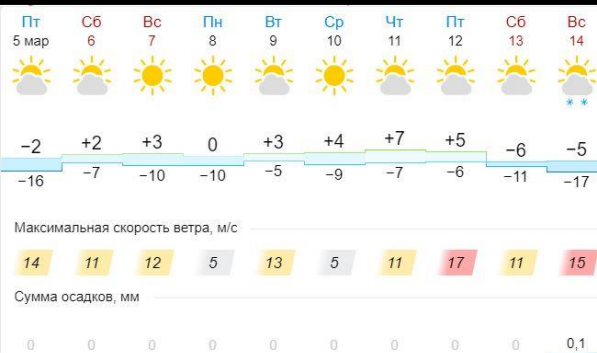 Пт Сб Вс Пн Вт Ср Чт Пт Сб Вс
5 мар 6 7 8 9 10 11 12 13 14
−2 +2 +3 0 +3 +4 +7 +5 −6 −5
−16 −7 −10 −10 −5 −9 −7 −6 −11 −17
Максимальная скорость ветра, м/с
14 11 12 5 13 5 11 17 11 15
Сумма осадков, мм
0 0 0 0 0 0 0 0 0 0,1